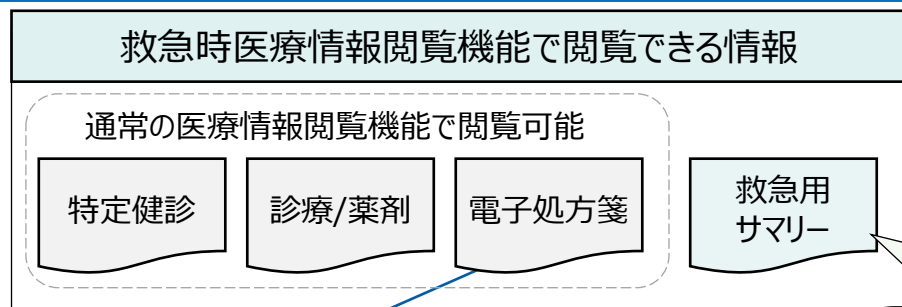 救急時医療情報閲覧機能で閲覧できる情報
通常の医療情報閲覧機能で閲覧可能
特定健診
診療/薬剤
電子処方箋
救急用
サマリー